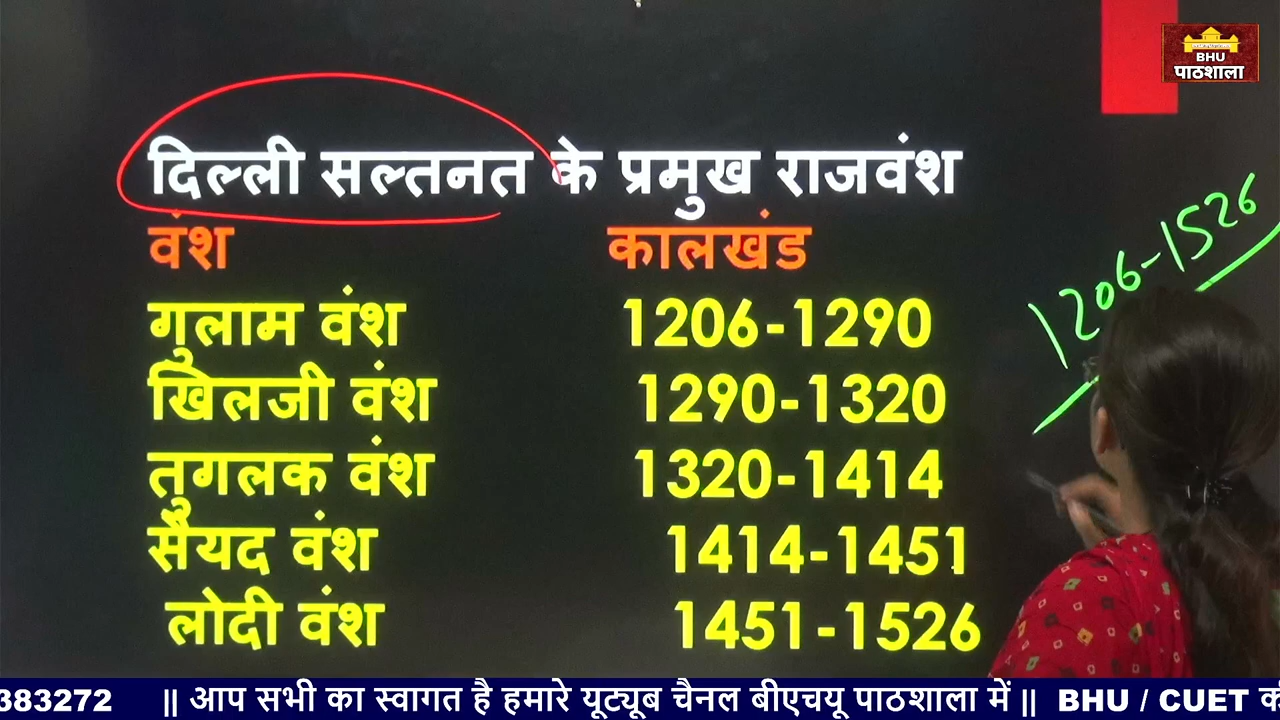 BHU
पाठशाला
दिल्ली सल्तनत के प्रमुख राजवंश
वंश कालखंड
गुलाम वंश 1206-1290
खिलजी वंश 1290-1320
तुगलक वंश 1320-1414
सैयद वंश 1414-1451
लोदी वंश 1451-1526
1206-1526
383272 || आप सभी का स्वागत है हमारे यूट्यूब चैनल बीएचयू पाठशाला में || BHU / CUET की